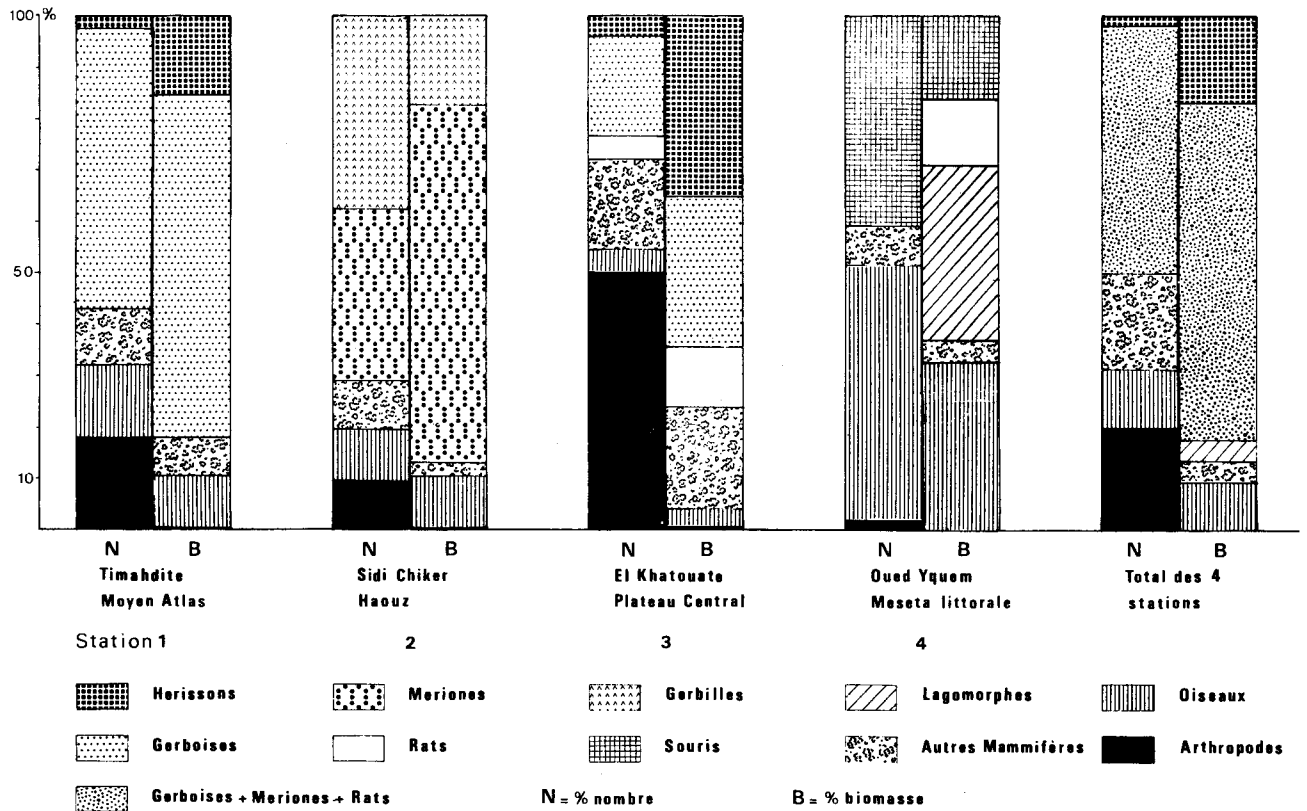 100 %
50
10
N B N B N B N B N B
Timahdite Sidi Chiker El Khatouate Oued Yquem Total des 4
Moyen Atlas Haouz Plateau Central Meseta littorale stations
Station 1 2 3 4
Herissons Meriones Gerbilles Lagomorphes Oiseaux
Gerboises Rats Souris Autres Mammifères Arthropodes
Gerboises + Meriones + Rats N = % nombre B = % biomasse